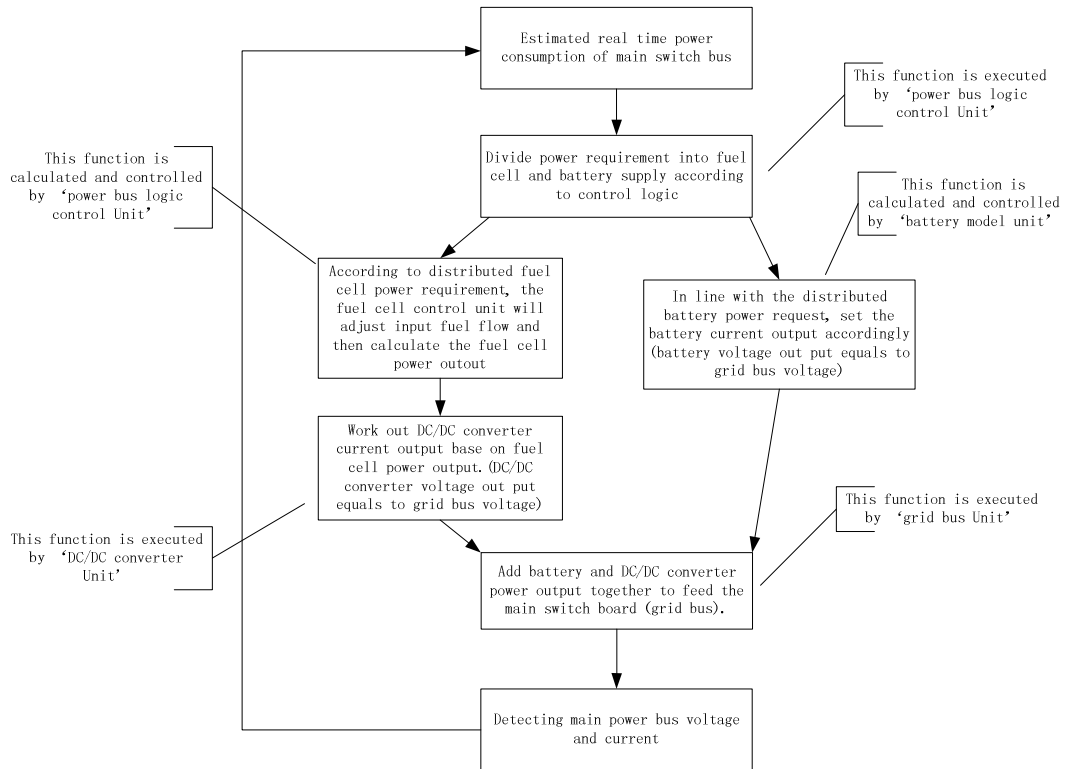 Estimated real time power
consumption of main switch bus
This function is executed
by ‘power bus logic
control Unit’
Divide power requirement into fuel
cell and battery supply according
to control logic
This function is
calculated and controlled
by ‘power bus logic
control Unit’
This function is
calculated and controlled
by ‘battery model unit’
According to distributed fuel
cell power requirement, the
fuel cell control unit will
adjust input fuel flow and
then calculate the fuel cell
power outout
In line with the distributed
battery power request, set the
battery current output accordingly
(battery voltage out put equals to
grid bus voltage)
Work out DC/DC converter
current output base on fuel
cell power output. (DC/DC
converter voltage out put
equals to grid bus voltage)
This function is executed
by ‘grid bus Unit’
This function is executed
by ‘DC/DC converter
Unit’
Add battery and DC/DC converter
power output together to feed the
main switch board (grid bus).
Detecting main power bus voltage
and current